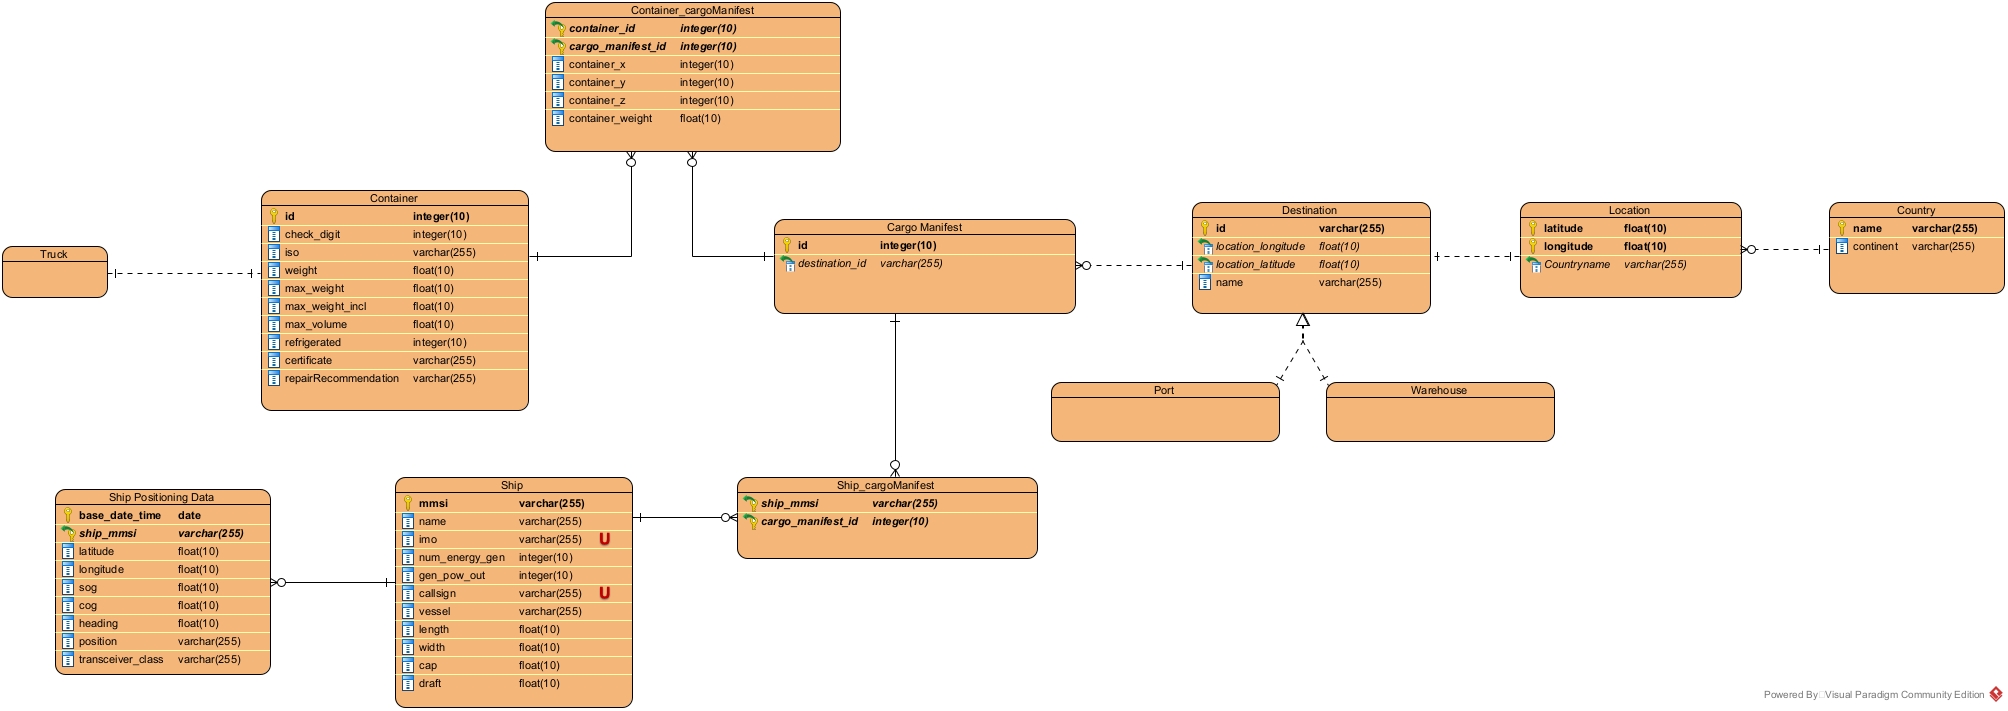 Container_cargoManifest
container_id integer(10)
cargo_manifest_id integer(10)
container_x integer(10)
container_y integer(10)
container_z integer(10)
container_weight float(10)
Truck
Container
id integer(10)
check_digit integer(10)
iso varchar(255)
weight float(10)
max_weight float(10)
max_weight_incl float(10)
max_volume float(10)
refrigerated integer(10)
certificate varchar(255)
repairRecommendation varchar(255)
Cargo Manifest
id integer(10)
destination_id varchar(255)
Destination
id varchar(255)
location_longitude float(10)
location_latitude float(10)
name varchar(255)
Location
latitude float(10)
longitude float(10)
Countryname varchar(255)
Country
name varchar(255)
continent varchar(255)
Port
Warehouse
Ship Positioning Data
base_date_time date
ship_mmsi varchar(255)
latitude float(10)
longitude float(10)
sog float(10)
cog float(10)
heading float(10)
position varchar(255)
transceiver_class varchar(255)
Ship
mmsi varchar(255)
name varchar(255)
imo varchar(255) U
num_energy_gen integer(10)
gen_pow_out integer(10)
callsign varchar(255) U
vessel varchar(255)
length float(10)
width float(10)
cap float(10)
draft float(10)
Ship_cargoManifest
ship_mmsi varchar(255)
cargo_manifest_id integer(10)
Powered By Visual Paradigm Community Edition